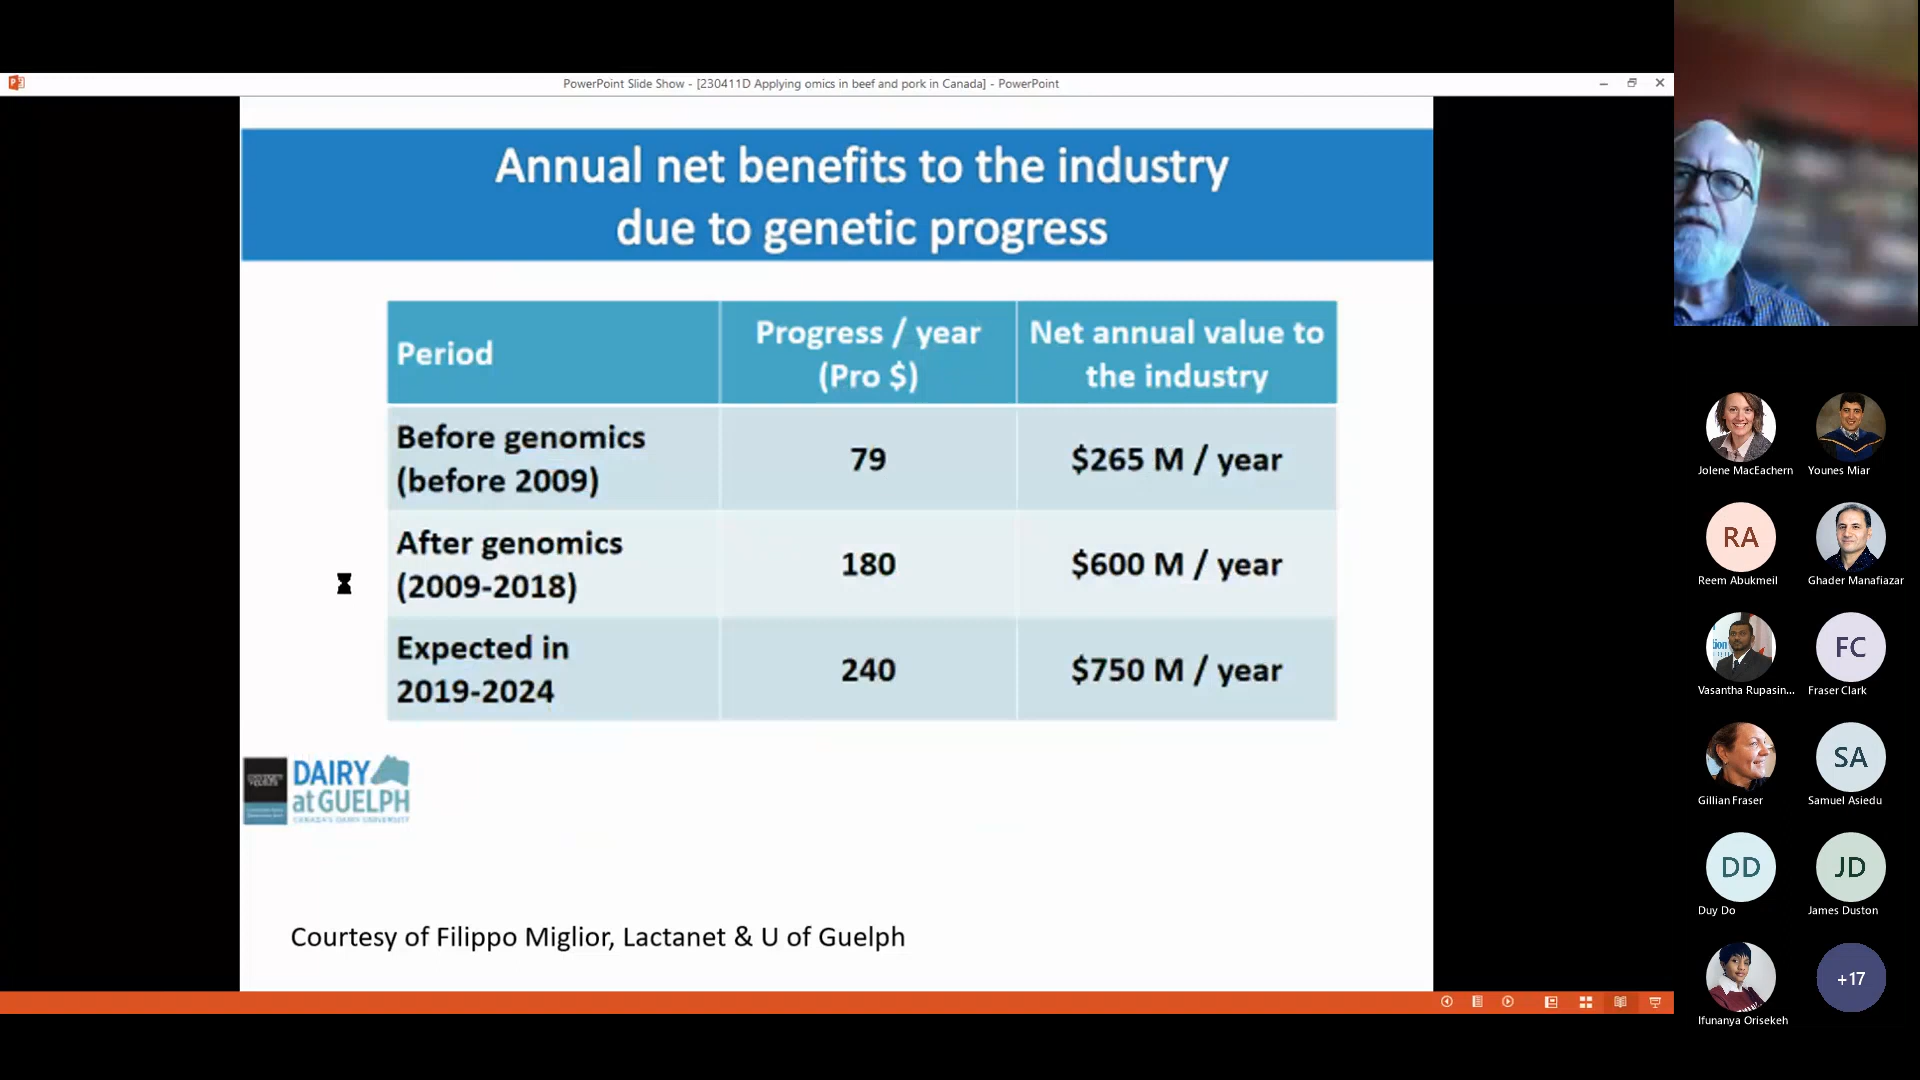 PowerPoint Slide Show - [230411D Applying omics in beef and pork in Canada] - PowerPoint
Annual net benefits to the industry
due to genetic progress
Period
Progress / year
(Pro $)
Net annual value to
the industry
Before genomics
(before 2009)
79
$265 M / year
After genomics
(2009-2018)
180
$600 M / year
Expected in
2019-2024
240
$750 M / year
DAIRY
at GUELPH
CANADA'S DAIRY UNIVERSITY
Courtesy of Filippo Miglior, Lactanet & U of Guelph
Jolene MacEachern
Younes Miar
RA
Reem Abukmeil
Ghader Manafiazar
Vasantha Rupasin...
FC
Fraser Clark
Gillian Fraser
SA
Samuel Asiedu
DD
Duy Do
JD
James Duston
Ifunanya Orisekeh
+17